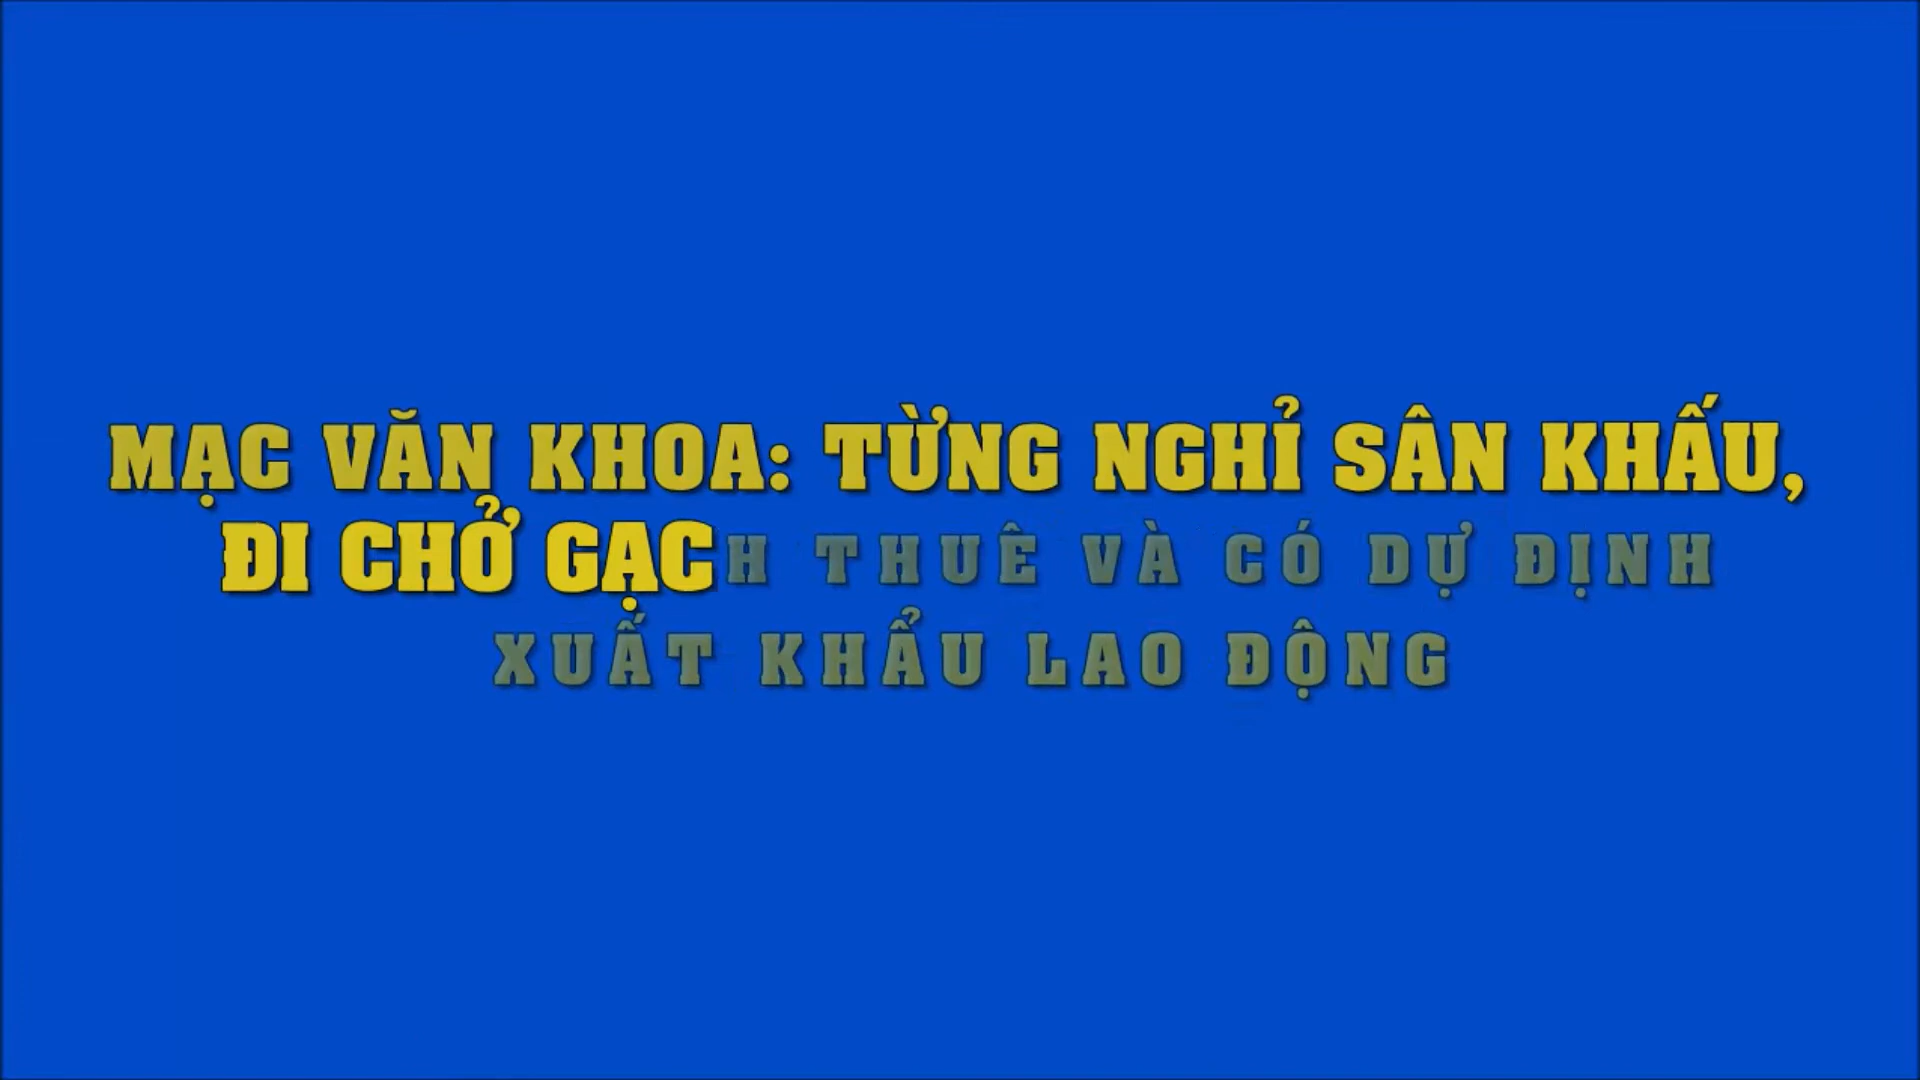 MẠC VĂN KHOA: TỪNG NGHỈ SÂN KHẤU,
ĐI CHỞ GẠCH THUÊ VÀ CÓ DỰ ĐỊNH
XUẤT KHẨU LAO ĐỘNG